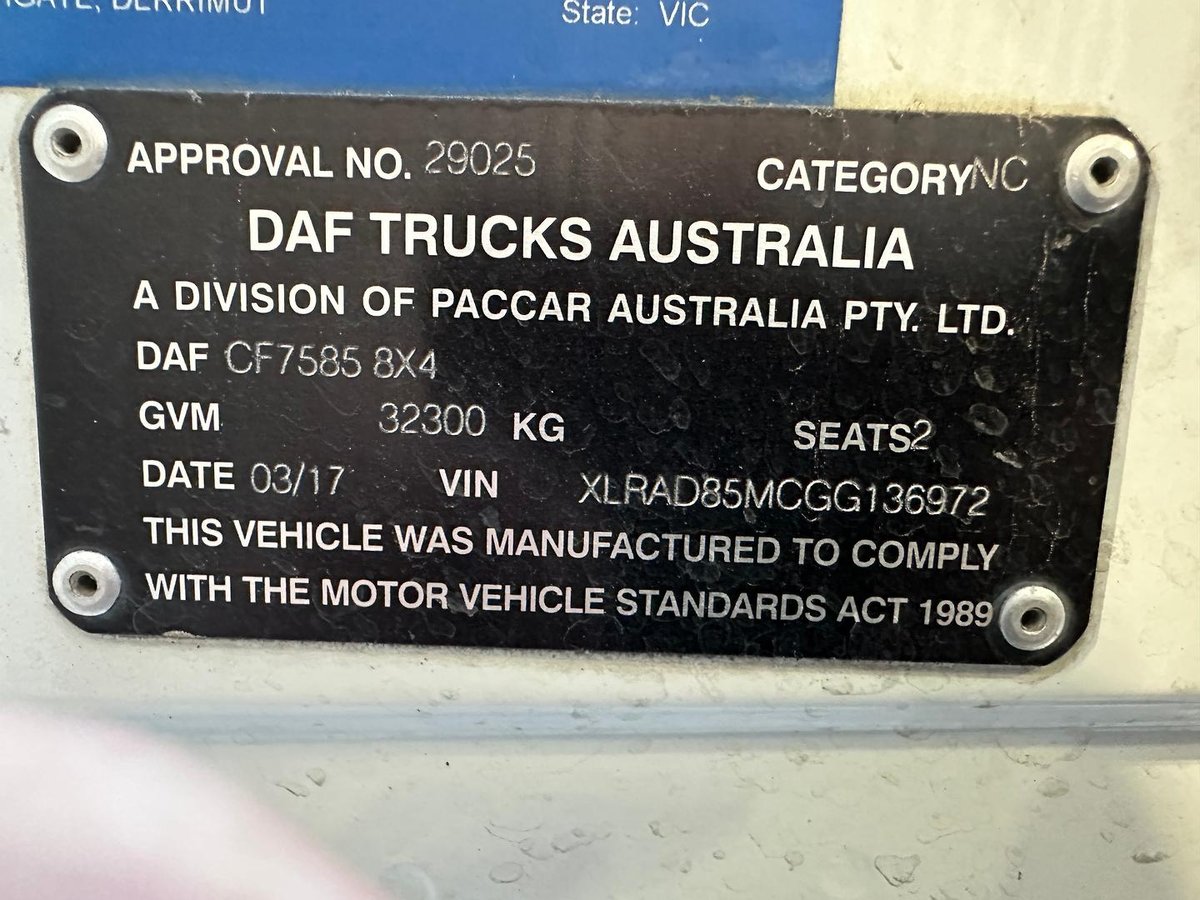 DERRIMUT
State: VIC
APPROVAL NO. 29025 CATEGORY NC
DAF TRUCKS AUSTRALIA
A DIVISION OF PACCAR AUSTRALIA PTY. LTD.
DAF CF7585 8X4
GVM 32300 KG SEATS 2
DATE 03/17 VIN XLRAD85MCGG136972
THIS VEHICLE WAS MANUFACTURED TO COMPLY
WITH THE MOTOR VEHICLE STANDARDS ACT 1989